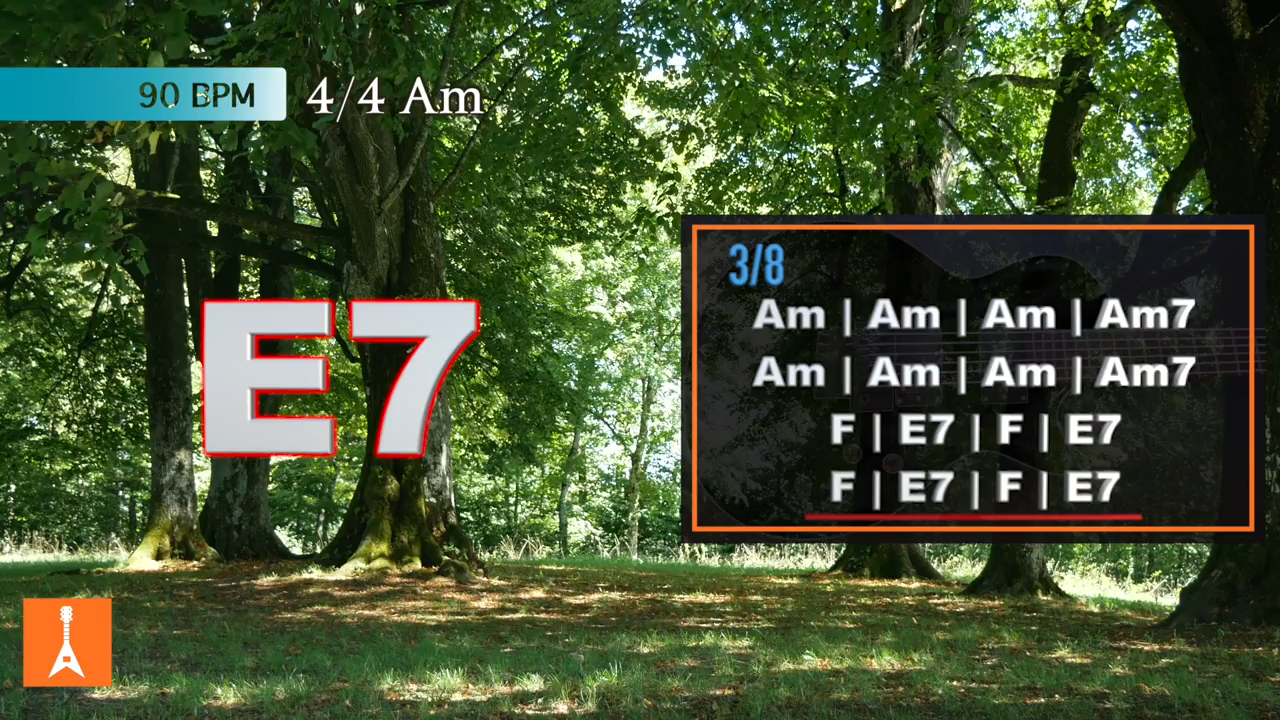 90 BPM
4/4 Am
E7
3/8
Am | Am | Am | Am7
Am | Am | Am | Am7
F | E7 | F | E7
F | E7 | F | E7